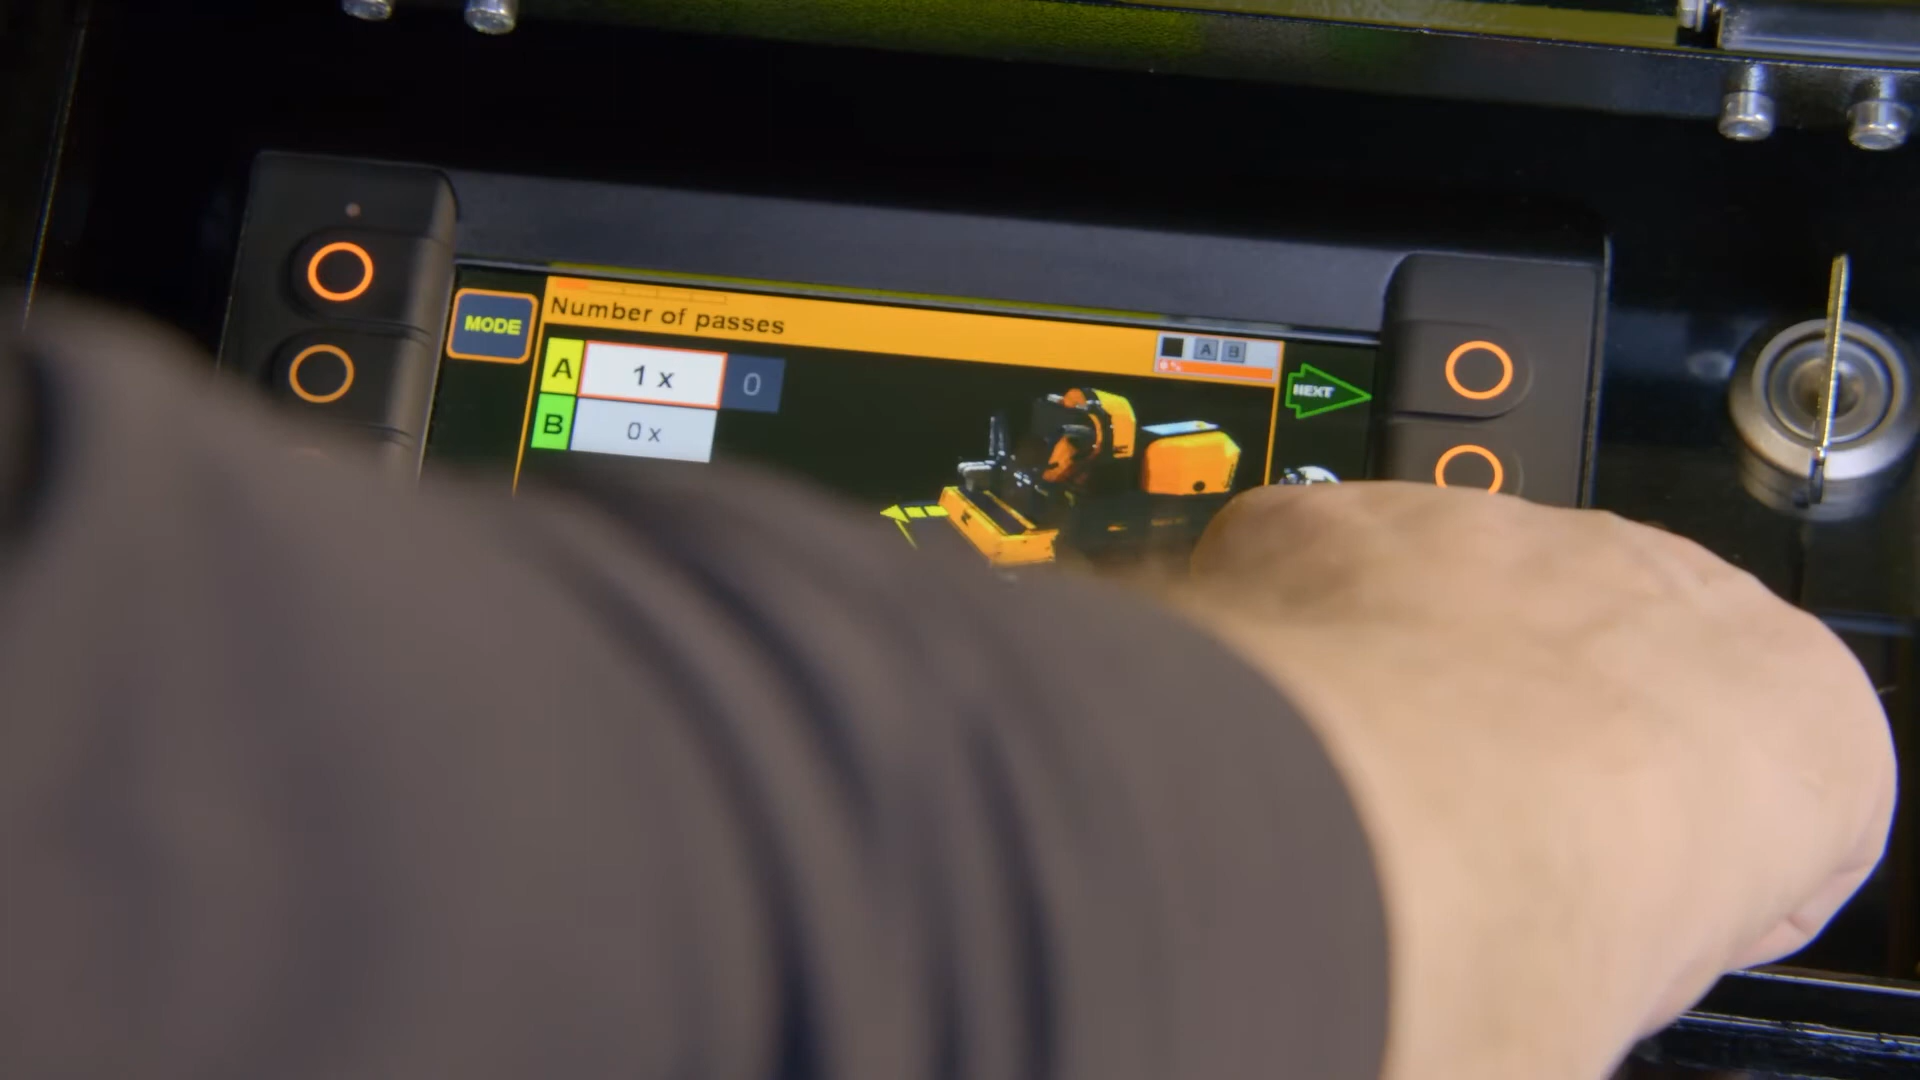 MODE
Number of passes
A B
A 1 x 0
B 0 x
NEXT